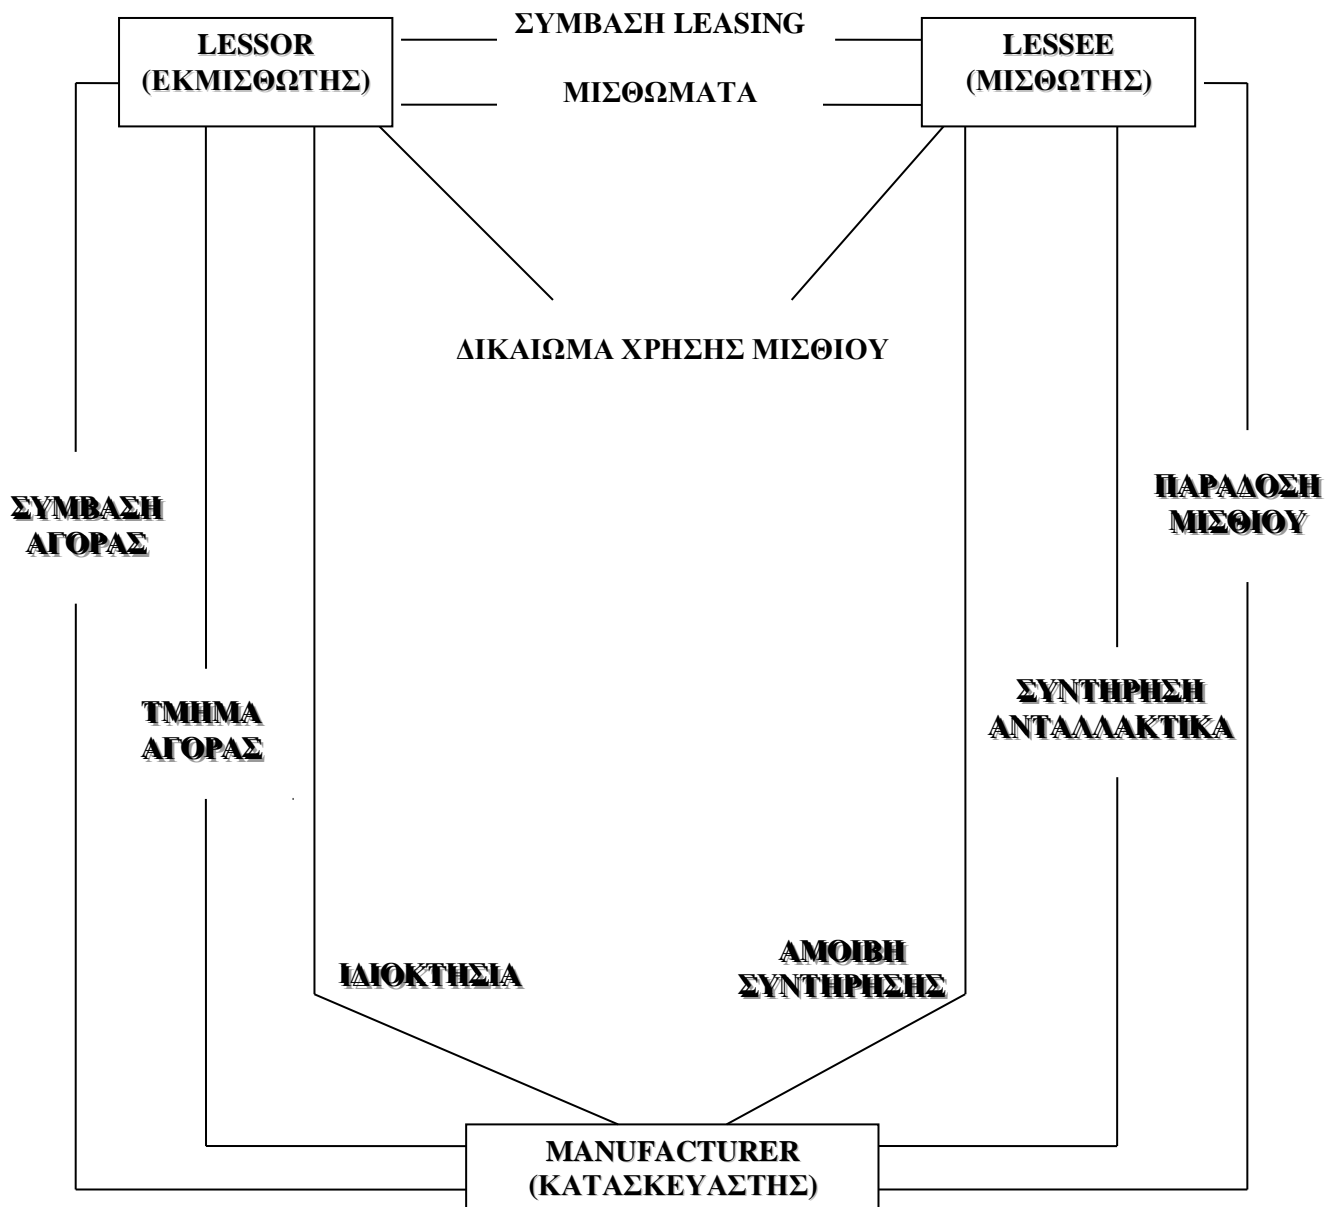 ΣΥΜΒΑΣΗ LEASING
LESSOR
(ΕΚΜΙΣΘΩΤΗΣ)
LESSEE
(ΜΙΣΘΩΤΗΣ)
ΜΙΣΘΩΜΑΤΑ
ΔΙΚΑΙΩΜΑ ΧΡΗΣΗΣ ΜΙΣΘΙΟΥ
ΣΥΜΒΑΣΗ
ΑΓΟΡΑΣ
ΠΑΡΑΔΟΣΗ
ΜΙΣΘΙΟΥ
ΤΜΗΜΑ
ΑΓΟΡΑΣ
ΣΥΝΤΗΡΗΣΗ
ΑΝΤΑΛΛΑΚΤΙΚΑ
ΙΔΙΟΚΤΗΣΙΑ
ΑΜΟΙΒΗ
ΣΥΝΤΗΡΗΣΗΣ
MANUFACTURER
(ΚΑΤΑΣΚΕΥΑΣΤΗΣ)